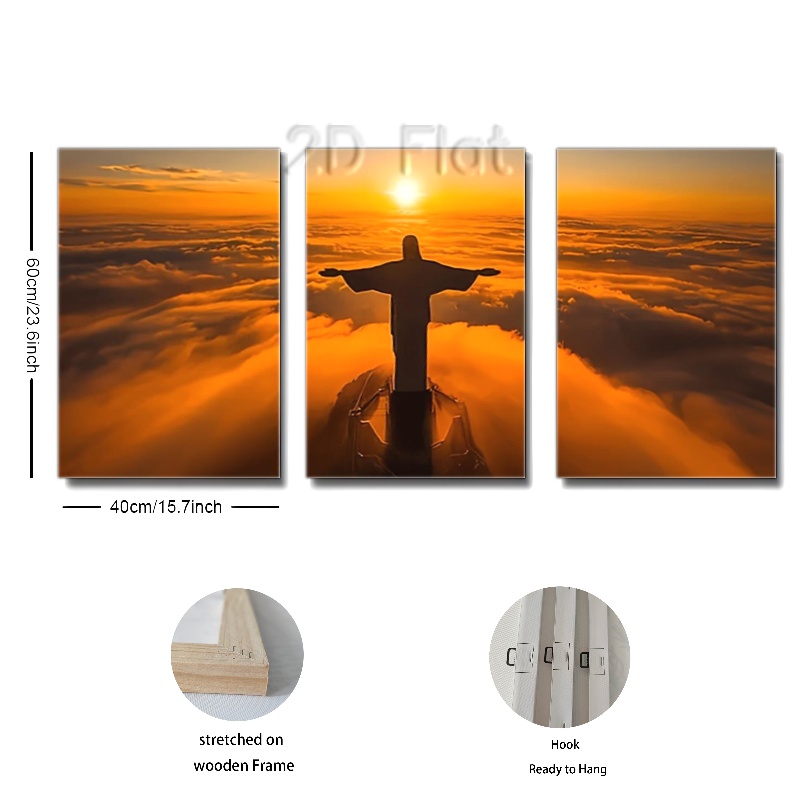 2D Flat
60cm/23.6inch
40cm/15.7inch
stretched on
wooden Frame
Hook
Ready to Hang